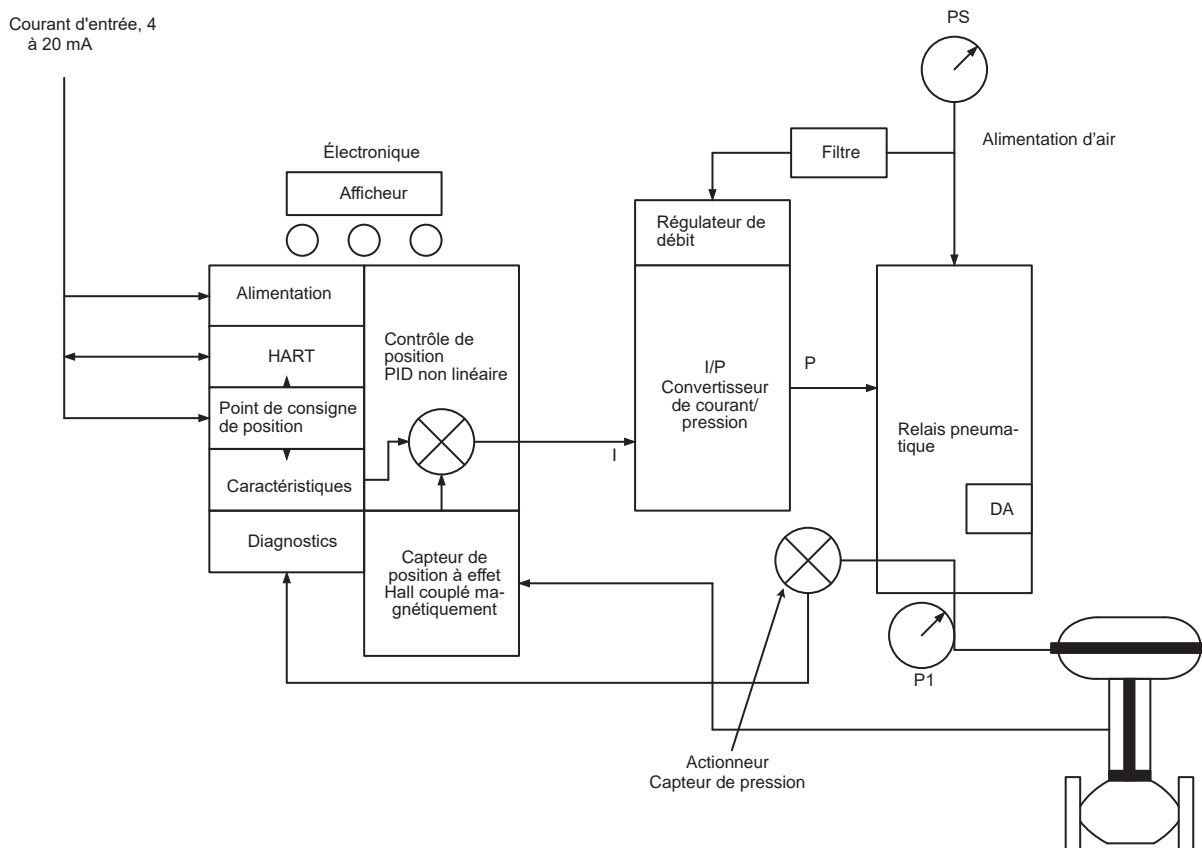 Courant d'entrée, 4
à 20 mA
PS
Alimentation d'air
Filtre
Électronique
Afficheur
Régulateur de
débit
Alimentation
HART
Point de consigne
de position
Caractéristiques
Diagnostics
Contrôle de
position
PID non linéaire
I
I/P
Convertisseur
de courant/
pression
P
Relais pneuma-
tique
DA
Capteur de
position à effet
Hall couplé ma-
gnétiquement
P1
Actionneur
Capteur de pression